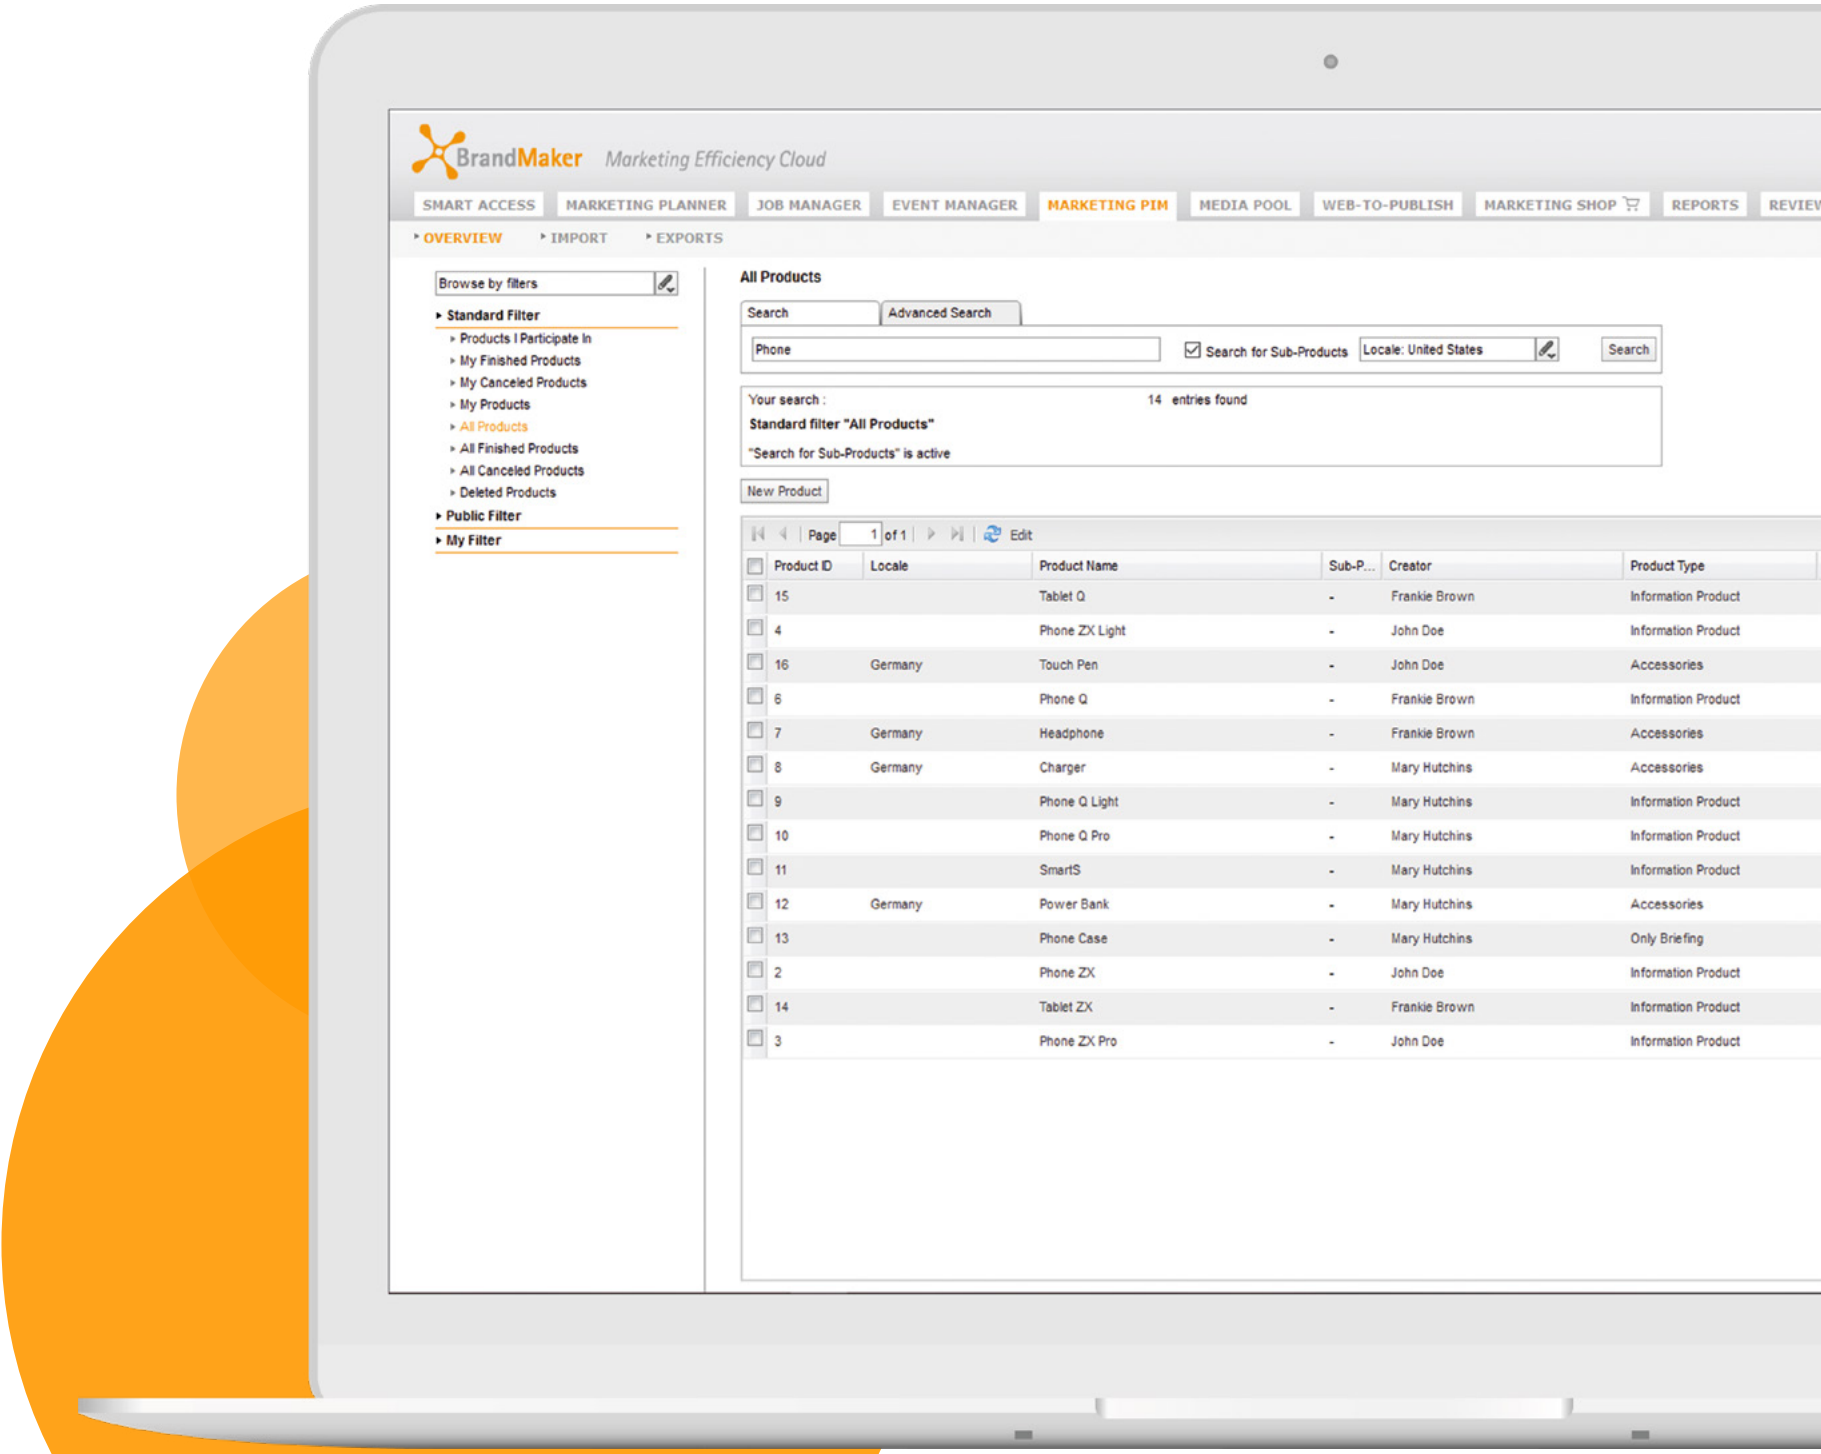 BrandMaker Marketing Efficiency Cloud
SMART ACCESS MARKETING PLANNER JOB MANAGER EVENT MANAGER MARKETING PIM MEDIA POOL WEB-TO-PUBLISH MARKETING SHOP REPORTS REVIEW
OVERVIEW IMPORT EXPORTS
Browse by filters
Standard Filter
Products I Participate In
My Finished Products
My Canceled Products
My Products
All Products
All Finished Products
All Canceled Products
Deleted Products
Public Filter
My Filter
All Products
Search Advanced Search
Phone Search for Sub-Products Locale: United States Search
Your search : 14 entries found
Standard filter "All Products"
"Search for Sub-Products" is active
New Product
Page 1 of 1 Edit
Product ID Locale Product Name Sub-P... Creator Product Type
15 Tablet Q - Frankie Brown Information Product
4 Phone ZX Light - John Doe Information Product
16 Germany Touch Pen - John Doe Accessories
6 Phone Q - Frankie Brown Information Product
7 Germany Headphone - Frankie Brown Accessories
8 Germany Charger - Mary Hutchins Accessories
9 Phone Q Light - Mary Hutchins Information Product
10 Phone Q Pro - Mary Hutchins Information Product
11 SmartS - Mary Hutchins Information Product
12 Germany Power Bank - Mary Hutchins Accessories
13 Phone Case - Mary Hutchins Only Briefing
2 Phone ZX - John Doe Information Product
14 Tablet ZX - Frankie Brown Information Product
3 Phone ZX Pro - John Doe Information Product